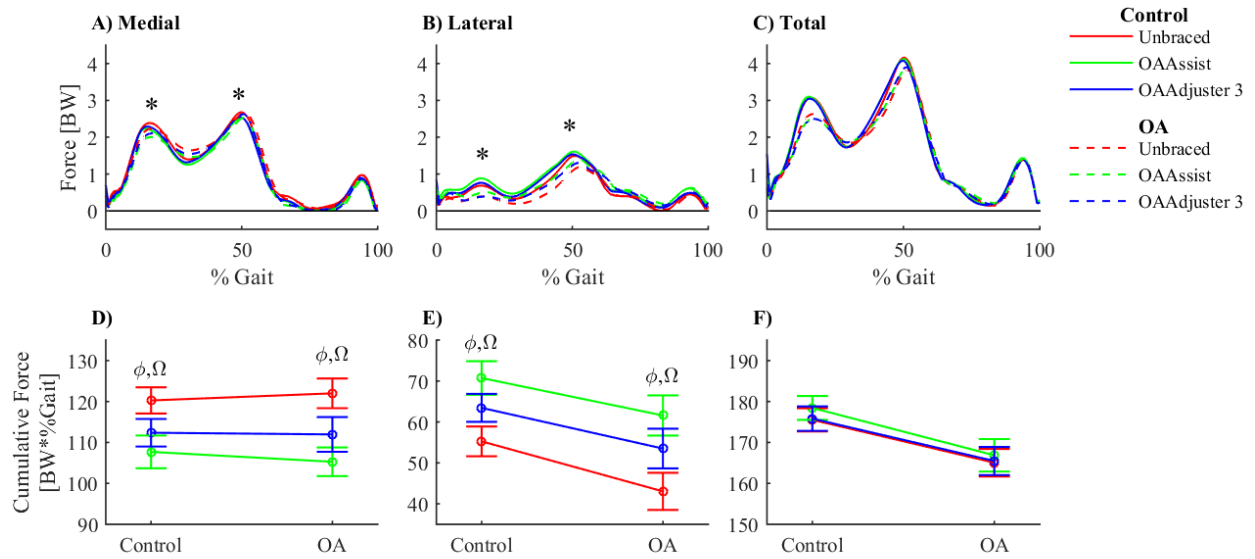 A) Medial
B) Lateral
C) Total
Control
Unbraced
OAAssist
OAAdjuster 3
OA
Unbraced
OAAssist
OAAdjuster 3
Force [BW]
4
3
2
1
0
*
*
0
50
100
% Gait
4
3
2
1
0
*
*
0
50
100
% Gait
4
3
2
1
0
0
50
100
% Gait
D)
E)
F)
Cumulative Force
[BW*%Gait]
130
120
110
100
90
ϕ,Ω
ϕ,Ω
Control
OA
80
70
60
50
40
ϕ,Ω
ϕ,Ω
Control
OA
190
180
170
160
150
Control
OA